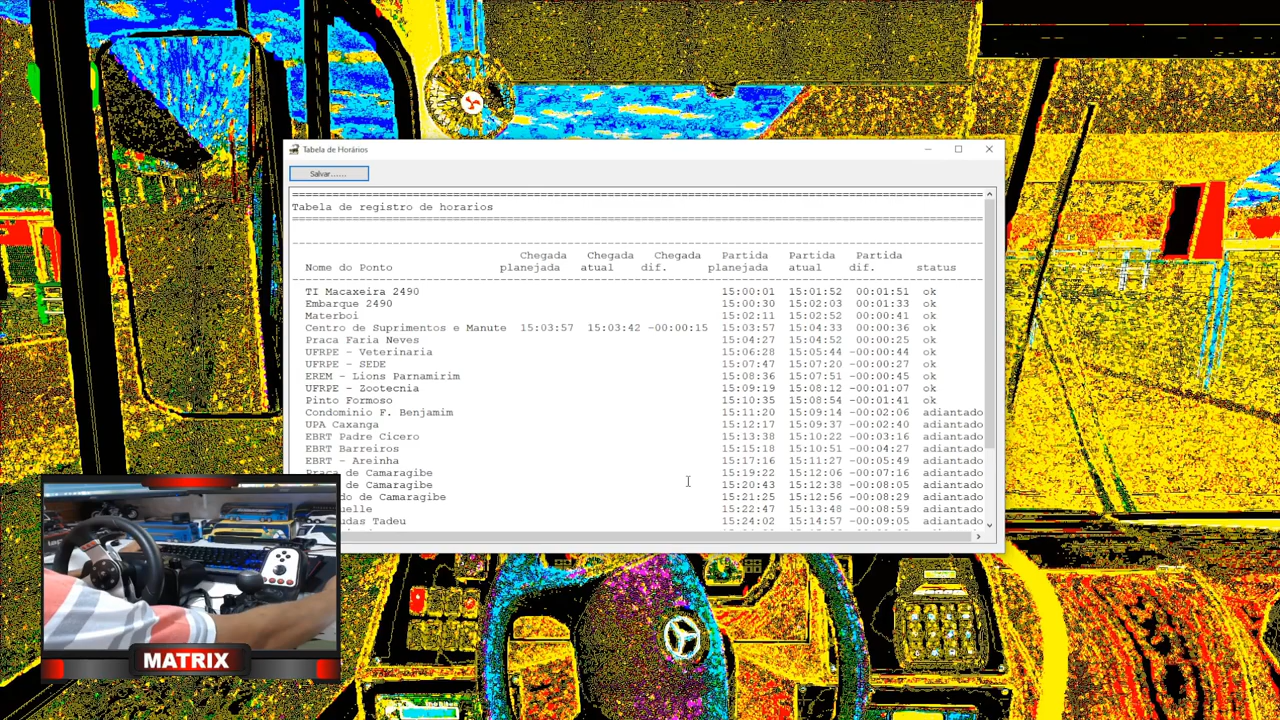 Tabela de Horários
Salvar......
Tabela de registro de horarios
Chegada Chegada Chegada Partida Partida Partida
Nome do Ponto planejada atual dif. planejada atual dif. status
TI Macaxeira 2490 15:00:01 15:01:52 00:01:51 ok
Embarque 2490 15:00:30 15:02:03 00:01:33 ok
Materboi 15:02:11 15:02:52 00:00:41 ok
Centro de Suprimentos e Manute 15:03:57 15:03:42 -00:00:15 15:03:57 15:04:33 00:00:36 ok
Praca Faria Neves 15:04:27 15:04:52 00:00:25 ok
UFRPE - Veterinaria 15:06:28 15:05:44 -00:00:44 ok
UFRPE - SEDE 15:07:47 15:07:20 -00:00:27 ok
EREM - Lions Parnamirim 15:08:36 15:07:51 -00:00:45 ok
UFRPE - Zootecnia 15:09:19 15:08:12 -00:01:07 ok
Pinto Formoso 15:10:35 15:08:54 -00:01:41 ok
Condominio F. Benjamim 15:11:20 15:09:14 -00:02:06 adiantado
UPA Caxanga 15:12:17 15:09:37 -00:02:40 adiantado
EBRT Padre Cicero 15:13:38 15:10:22 -00:03:16 adiantado
EBRT Barreiros 15:15:18 15:10:51 -00:04:27 adiantado
EBRT - Areinha 15:17:16 15:11:27 -00:05:49 adiantado
Praca de Camaragibe 15:19:22 15:12:06 -00:07:16 adiantado
de Camaragibe 15:20:43 15:12:38 -00:08:05 adiantado
do de Camaragibe 15:21:25 15:12:56 -00:08:29 adiantado
uelle 15:22:47 15:13:48 -00:08:59 adiantado
udas Tadeu 15:24:02 15:14:57 -00:09:05 adiantado
MATRIX